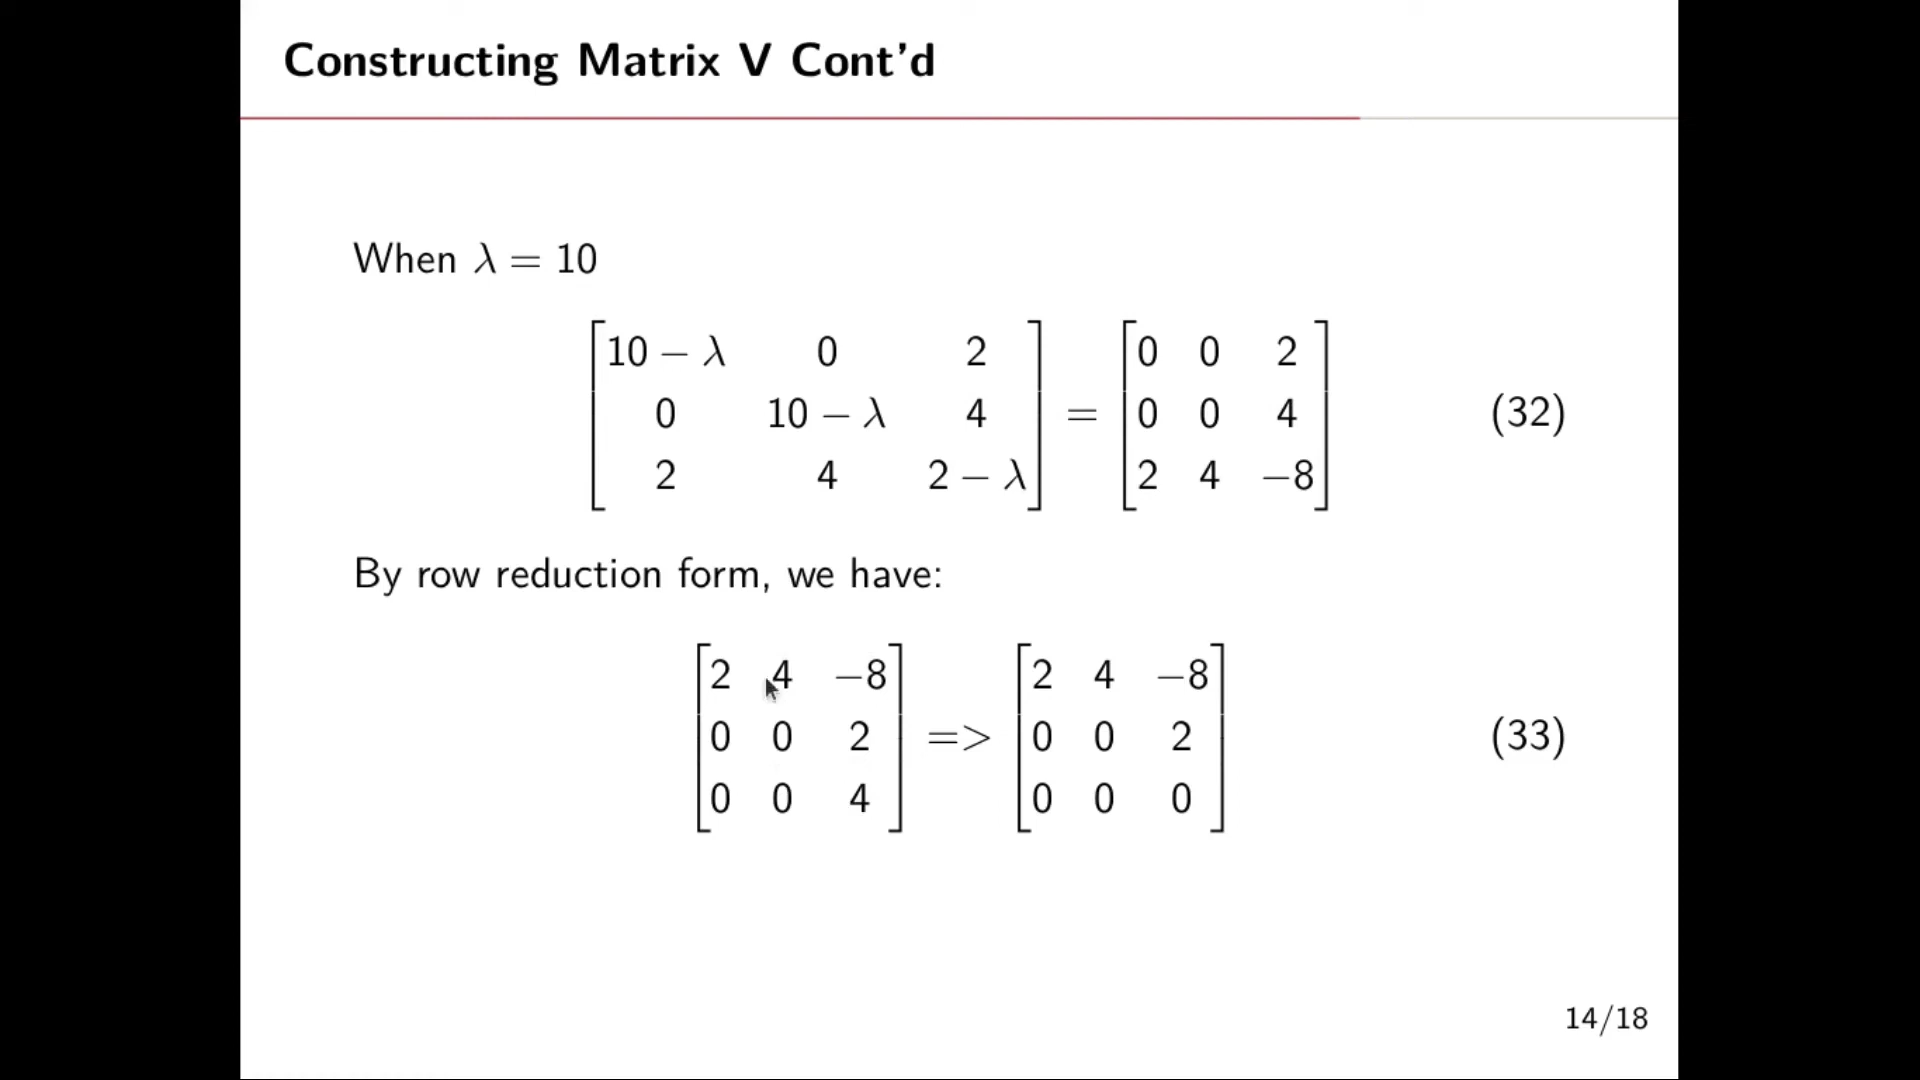 Constructing Matrix V Cont'd
When λ = 10
[10 − λ 0 2; 0 10 − λ 4; 2 4 2 − λ] = [0 0 2; 0 0 4; 2 4 −8] (32)
By row reduction form, we have:
[2 4 −8; 0 0 2; 0 0 4] => [2 4 −8; 0 0 2; 0 0 0] (33)
14/18